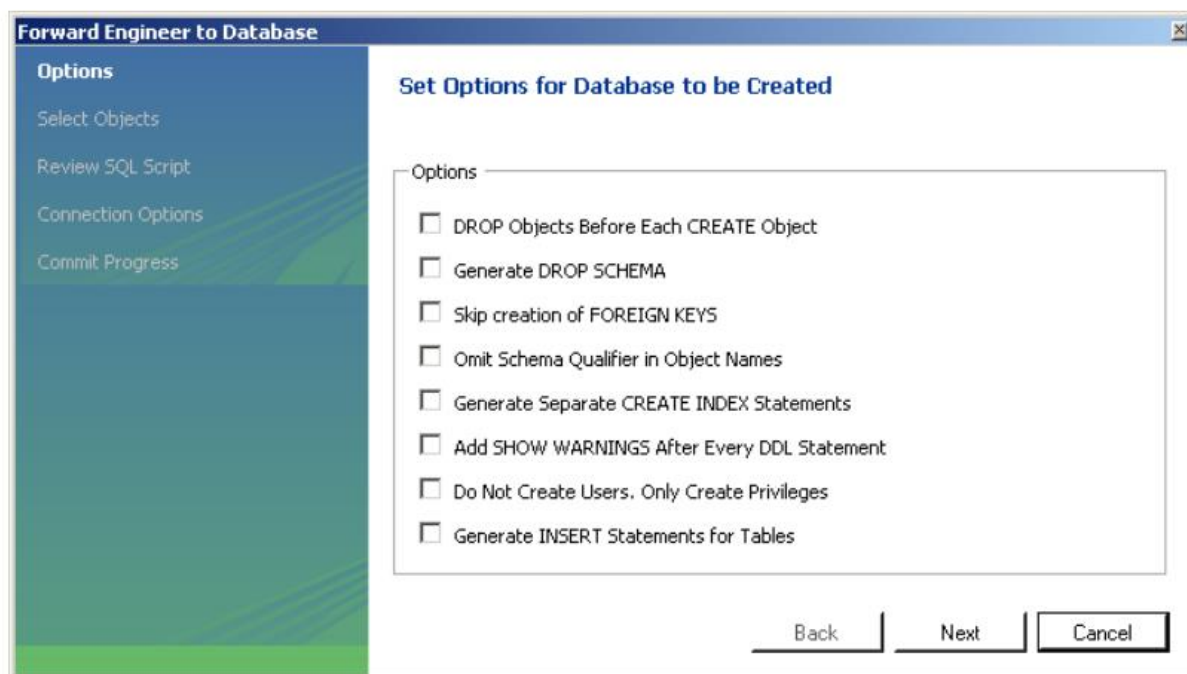 Forward Engineer to Database
Options
Select Objects
Review SQL Script
Connection Options
Commit Progress
Set Options for Database to be Created
Options
DROP Objects Before Each CREATE Object
Generate DROP SCHEMA
Skip creation of FOREIGN KEYS
Omit Schema Qualifier in Object Names
Generate Separate CREATE INDEX Statements
Add SHOW WARNINGS After Every DDL Statement
Do Not Create Users. Only Create Privileges
Generate INSERT Statements for Tables
Back Next Cancel